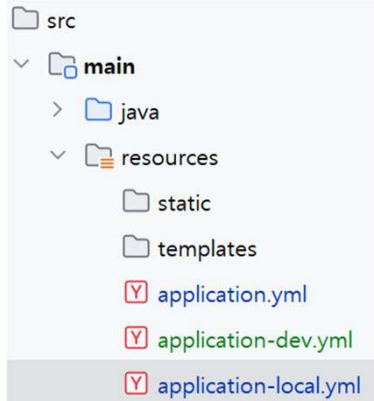 src
main
java
resources
static
templates
application.yml
application-dev.yml
application-local.yml